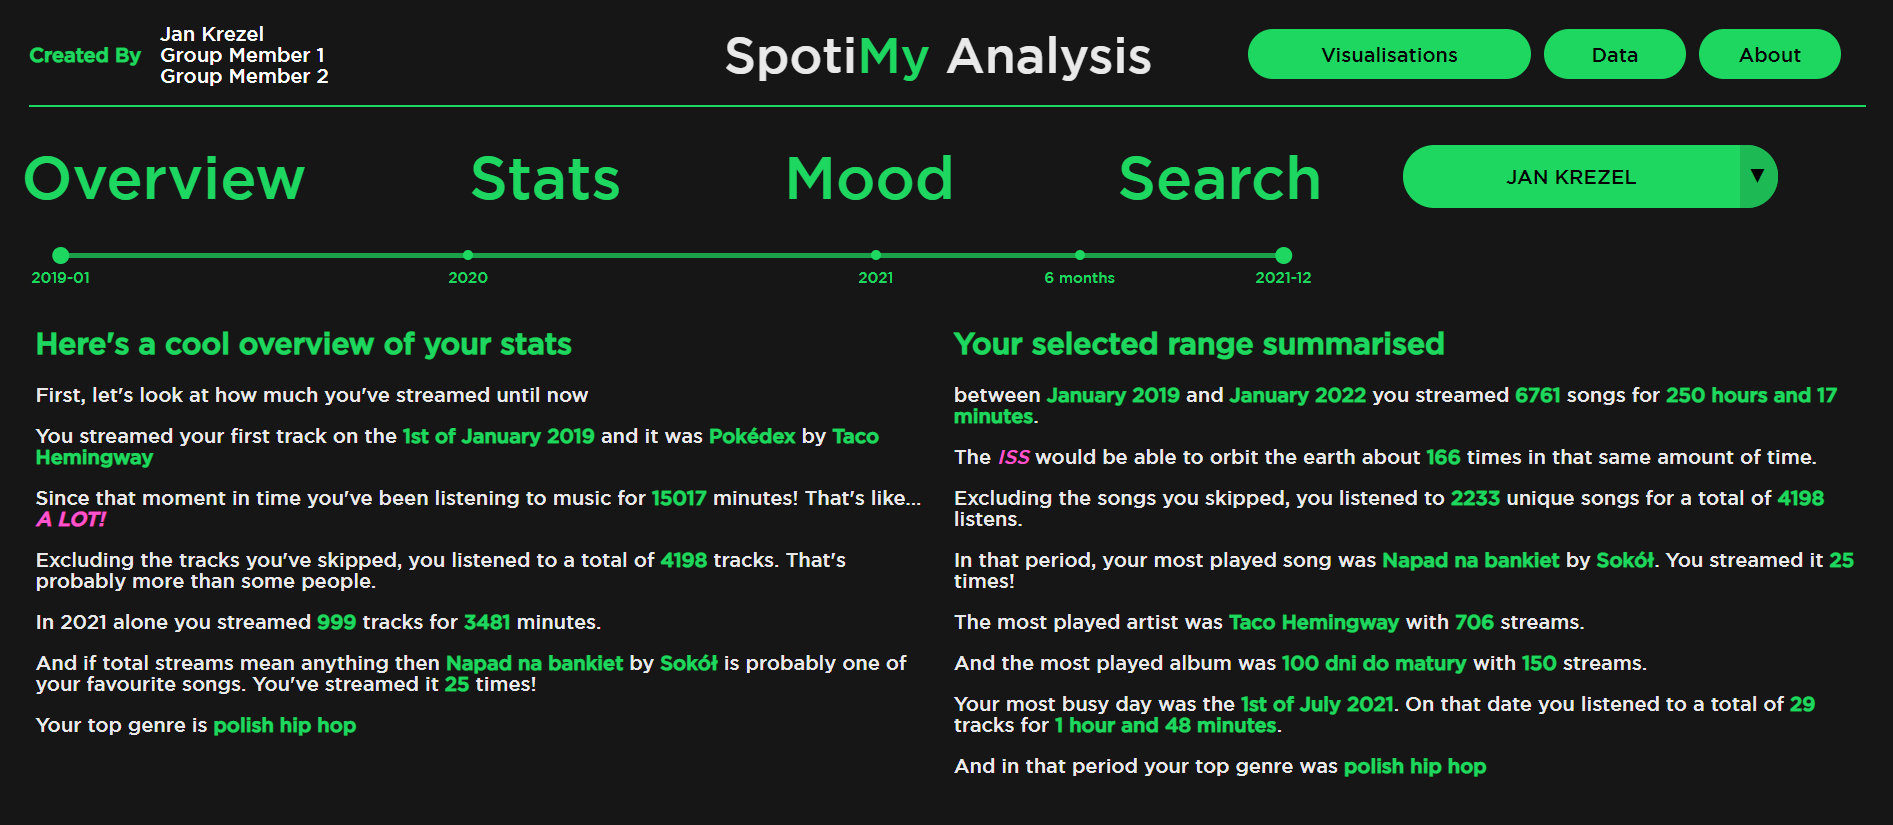 Created By
Jan Krezel
Group Member 1
Group Member 2
SpotiMy Analysis
Visualisations
Data
About
Overview
Stats
Mood
Search
JAN KREZEL ▼
2019-01
2020
2021
6 months
2021-12
Here's a cool overview of your stats
First, let's look at how much you've streamed until now
You streamed your first track on the 1st of January 2019 and it was Pokédex by Taco
Hemingway
Since that moment in time you've been listening to music for 15017 minutes! That's like...
A LOT!
Excluding the tracks you've skipped, you listened to a total of 4198 tracks. That's
probably more than some people.
In 2021 alone you streamed 999 tracks for 3481 minutes.
And if total streams mean anything then Napad na bankiet by Sokół is probably one of
your favourite songs. You've streamed it 25 times!
Your top genre is polish hip hop
Your selected range summarised
between January 2019 and January 2022 you streamed 6761 songs for 250 hours and 17
minutes.
The ISS would be able to orbit the earth about 166 times in that same amount of time.
Excluding the songs you skipped, you listened to 2233 unique songs for a total of 4198
listens.
In that period, your most played song was Napad na bankiet by Sokół. You streamed it 25
times!
The most played artist was Taco Hemingway with 706 streams.
And the most played album was 100 dni do matury with 150 streams.
Your most busy day was the 1st of July 2021. On that date you listened to a total of 29
tracks for 1 hour and 48 minutes.
And in that period your top genre was polish hip hop